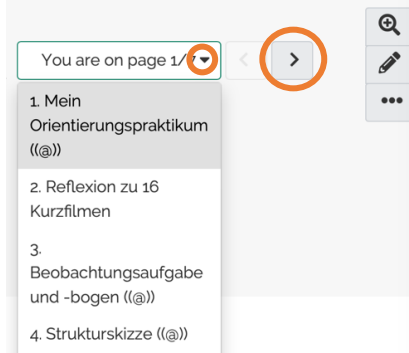 You are on page 1/7
1. Mein
Orientierungspraktikum
((@))
2. Reflexion zu 16
Kurzfilmen
3.
Beobachtungsaufgabe
und -bogen ((@))
4. Strukturskizze ((@))